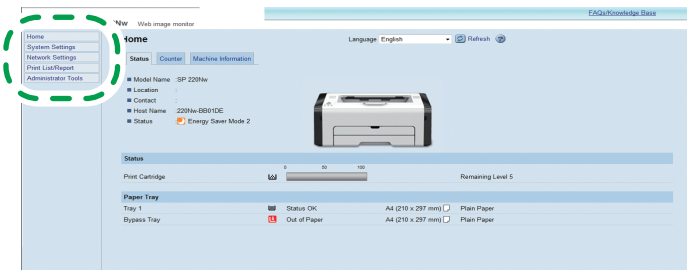 FAQs/Knowledge Base
Nw Web image monitor
Home
System Settings
Network Settings
Print List/Report
Administrator Tools
Home
Language English Refresh
Status Counter Machine Information
Model Name :SP 220Nw
Location :
Contact :
Host Name :220Nw-BB01DE
Status : Energy Saver Mode 2
Status
0 50 100
Print Cartridge Remaining Level 5
Paper Tray
Tray 1 Status OK A4 (210 x 297 mm) Plain Paper
Bypass Tray Out of Paper A4 (210 x 297 mm) Plain Paper